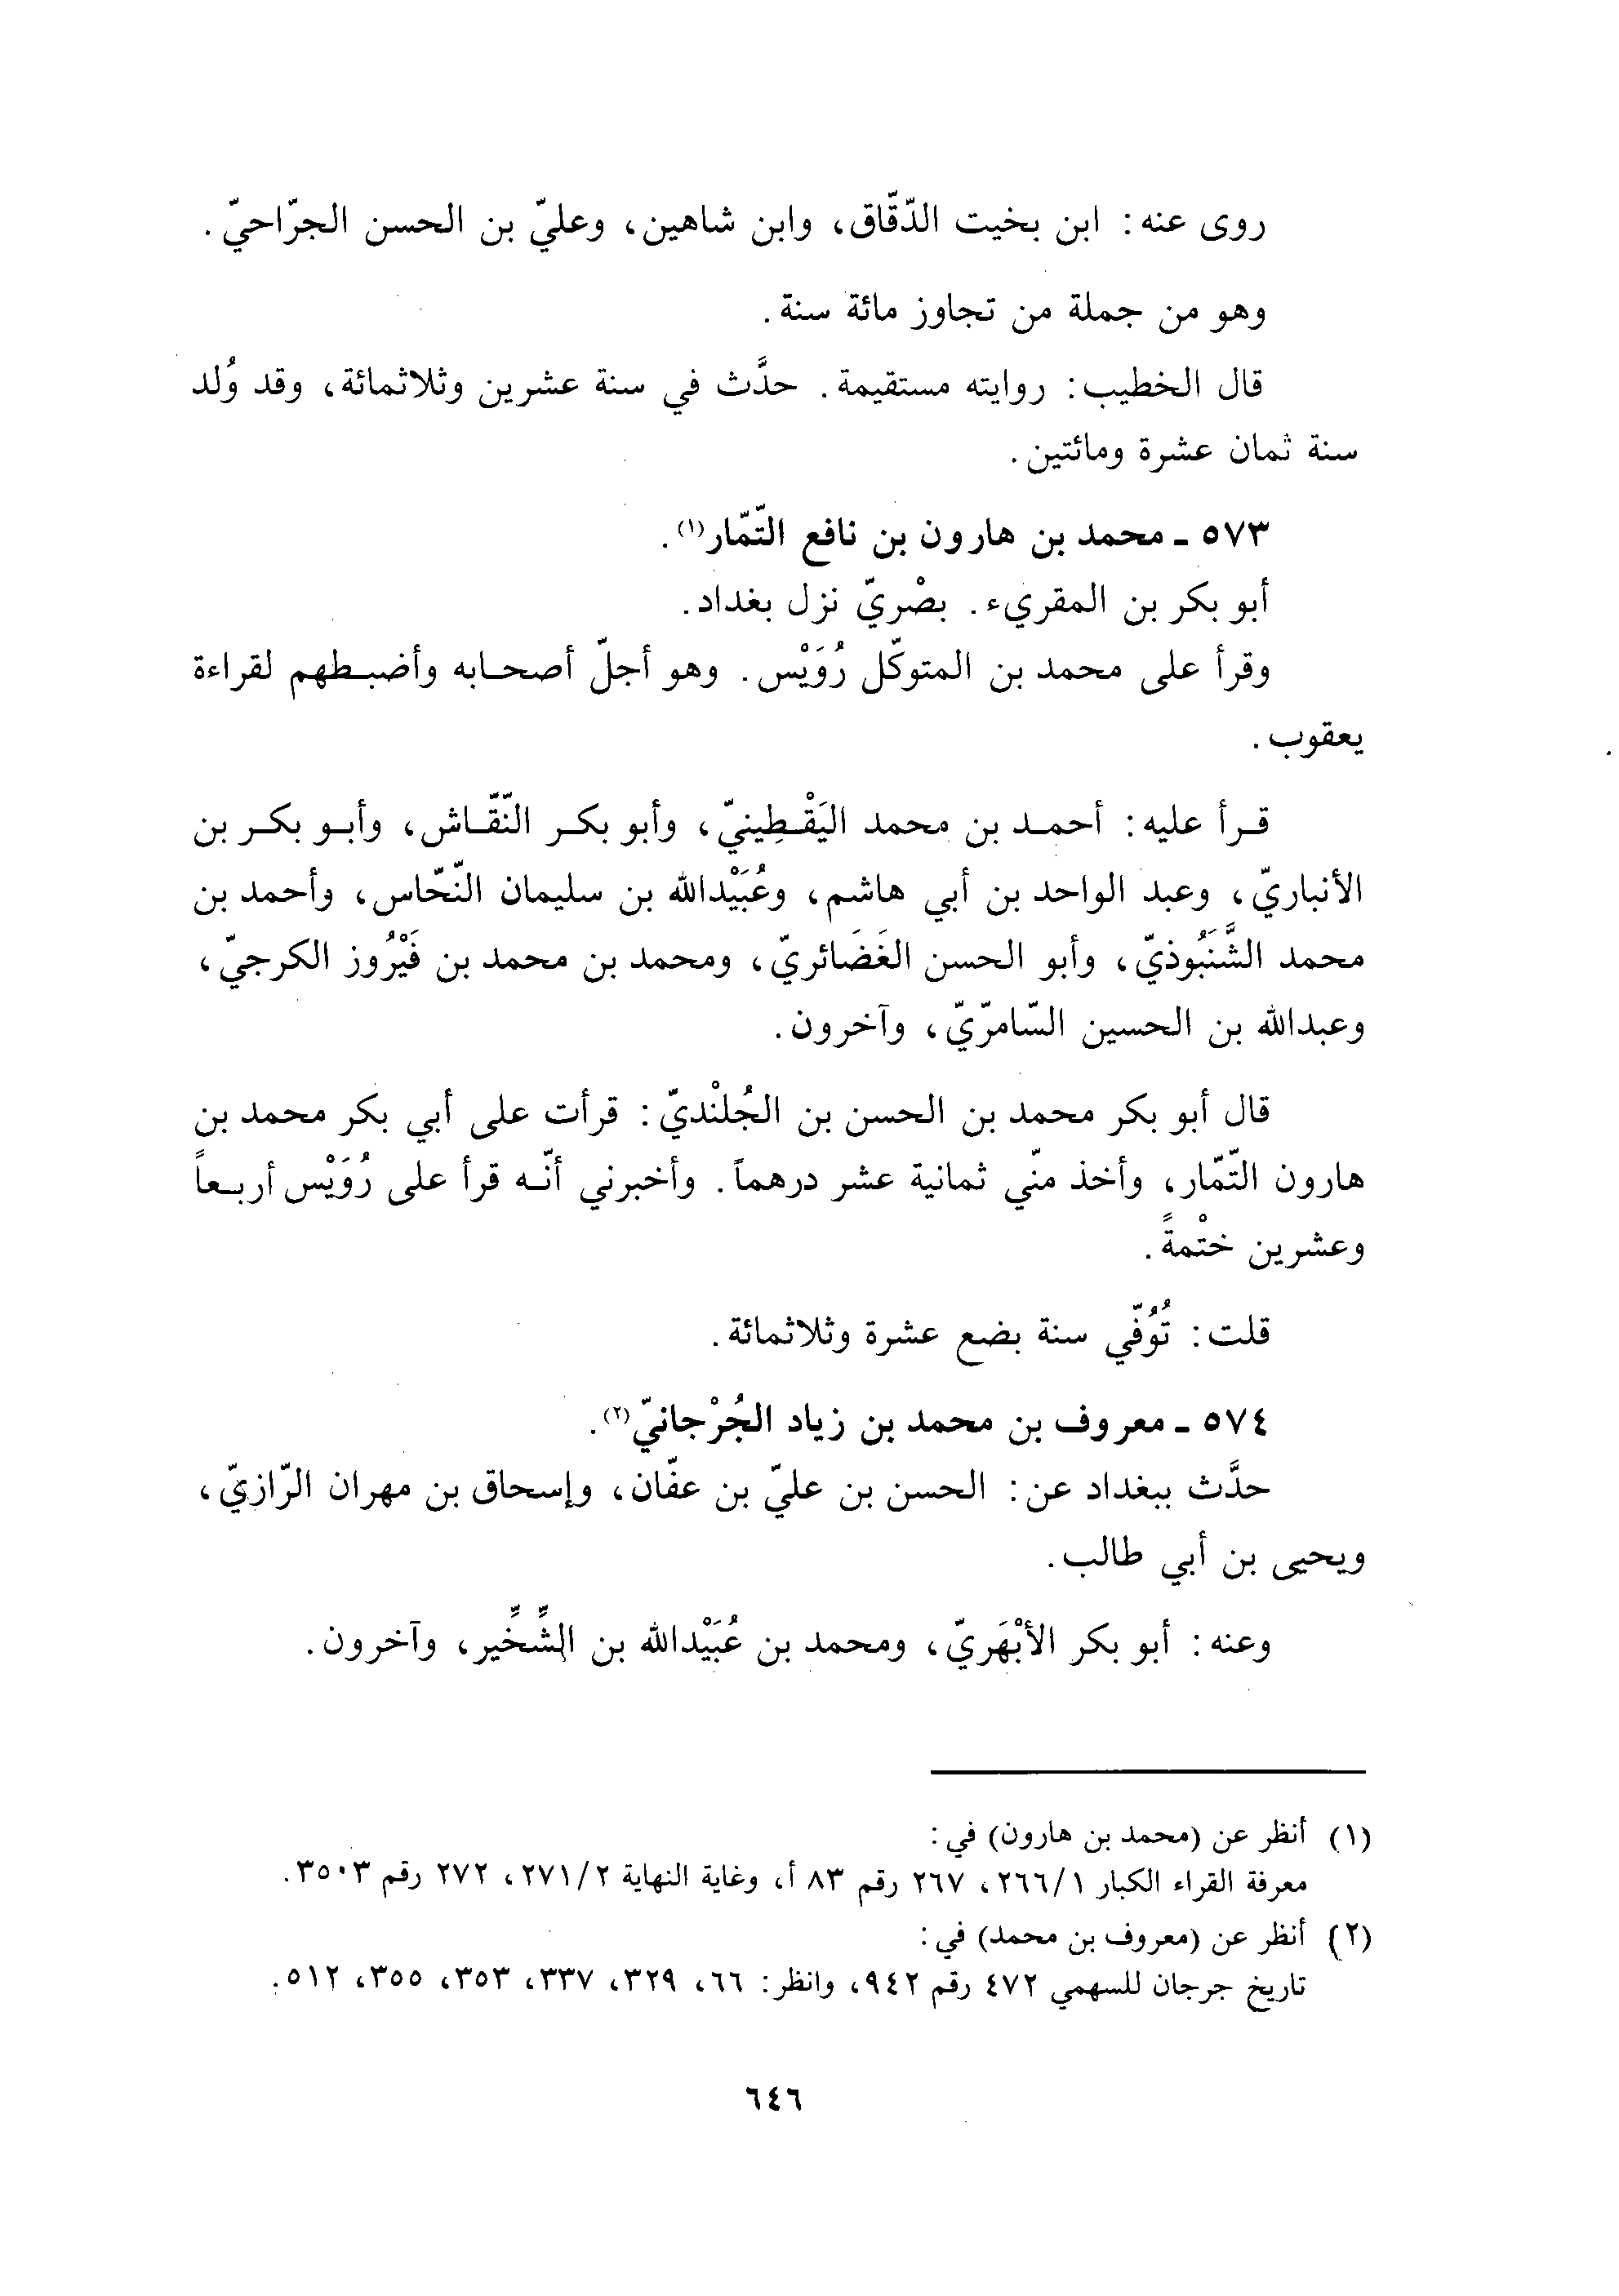 روى عنه: ابن بخيت الدّقّاق، وابن شاهين، وعليّ بن الحسن الجرّاحيّ.
وهو من جملة من تجاوز مائة سنة.
قال الخطيب: روايته مستقيمة. حدَّث في سنة عشرين وثلاثمائة، وقد وُلد
سنة ثمان عشرة ومائتين.
٥٧٣ ـ محمد بن هارون بن نافع التّمّار(١).
أبو بكر بن المقريء. بصْريّ نزل بغداد.
وقرأ على محمد بن المتوكّل رُوَيْس. وهو أجلّ أصحابه وأضبطهم لقراءة
يعقوب.
قرأ عليه: أحمد بن محمد اليَقْطِينيّ، وأبو بكر النّقّاش، وأبو بكر بن
الأنباريّ، وعبد الواحد بن أبي هاشم، وعُبَيْدالله بن سليمان النّحّاس، وأحمد بن
محمد الشَّنَبُوذيّ، وأبو الحسن الغَضَائريّ، ومحمد بن محمد بن فَيْرُوز الكرجيّ،
وعبدالله بن الحسين السّامرّيّ، وآخرون.
قال أبو بكر محمد بن الحسن بن الجُلنْديّ: قرأت على أبي بكر محمد بن
هارون التّمّار، وأخذ منّي ثمانية عشر درهماً. وأخبرني أنّه قرأ على رُوَيْس أربعاً
وعشرين ختْمةً.
قلت: تُوُفّي سنة بضع عشرة وثلاثمائة.
٥٧٤ ـ معروف بن محمد بن زياد الجُرْجانيّ(٢).
حدَّث ببغداد عن: الحسن بن عليّ بن عفّان، وإسحاق بن مهران الرّازيّ،
ويحيى بن أبي طالب.
وعنه: أبو بكر الأبْهَريّ، ومحمد بن عُبَيْدالله بن الشِّخِّير، وآخرون.
(١) أنظر عن (محمد بن هارون) في:
معرفة القراء الكبار ٢٦٦/١، ٢٦٧ رقم ٨٣ أ، وغاية النهاية ٢٧١/٢، ٢٧٢ رقم ٣٥٠٣.
(٢) أنظر عن (معروف بن محمد) في:
تاريخ جرجان للسهمي ٤٧٢ رقم ٩٤٢، وانظر: ٦٦، ٣٢٩، ٣٣٧، ٣٥٣، ٣٥٥، ٥١٢.
٦٤٦